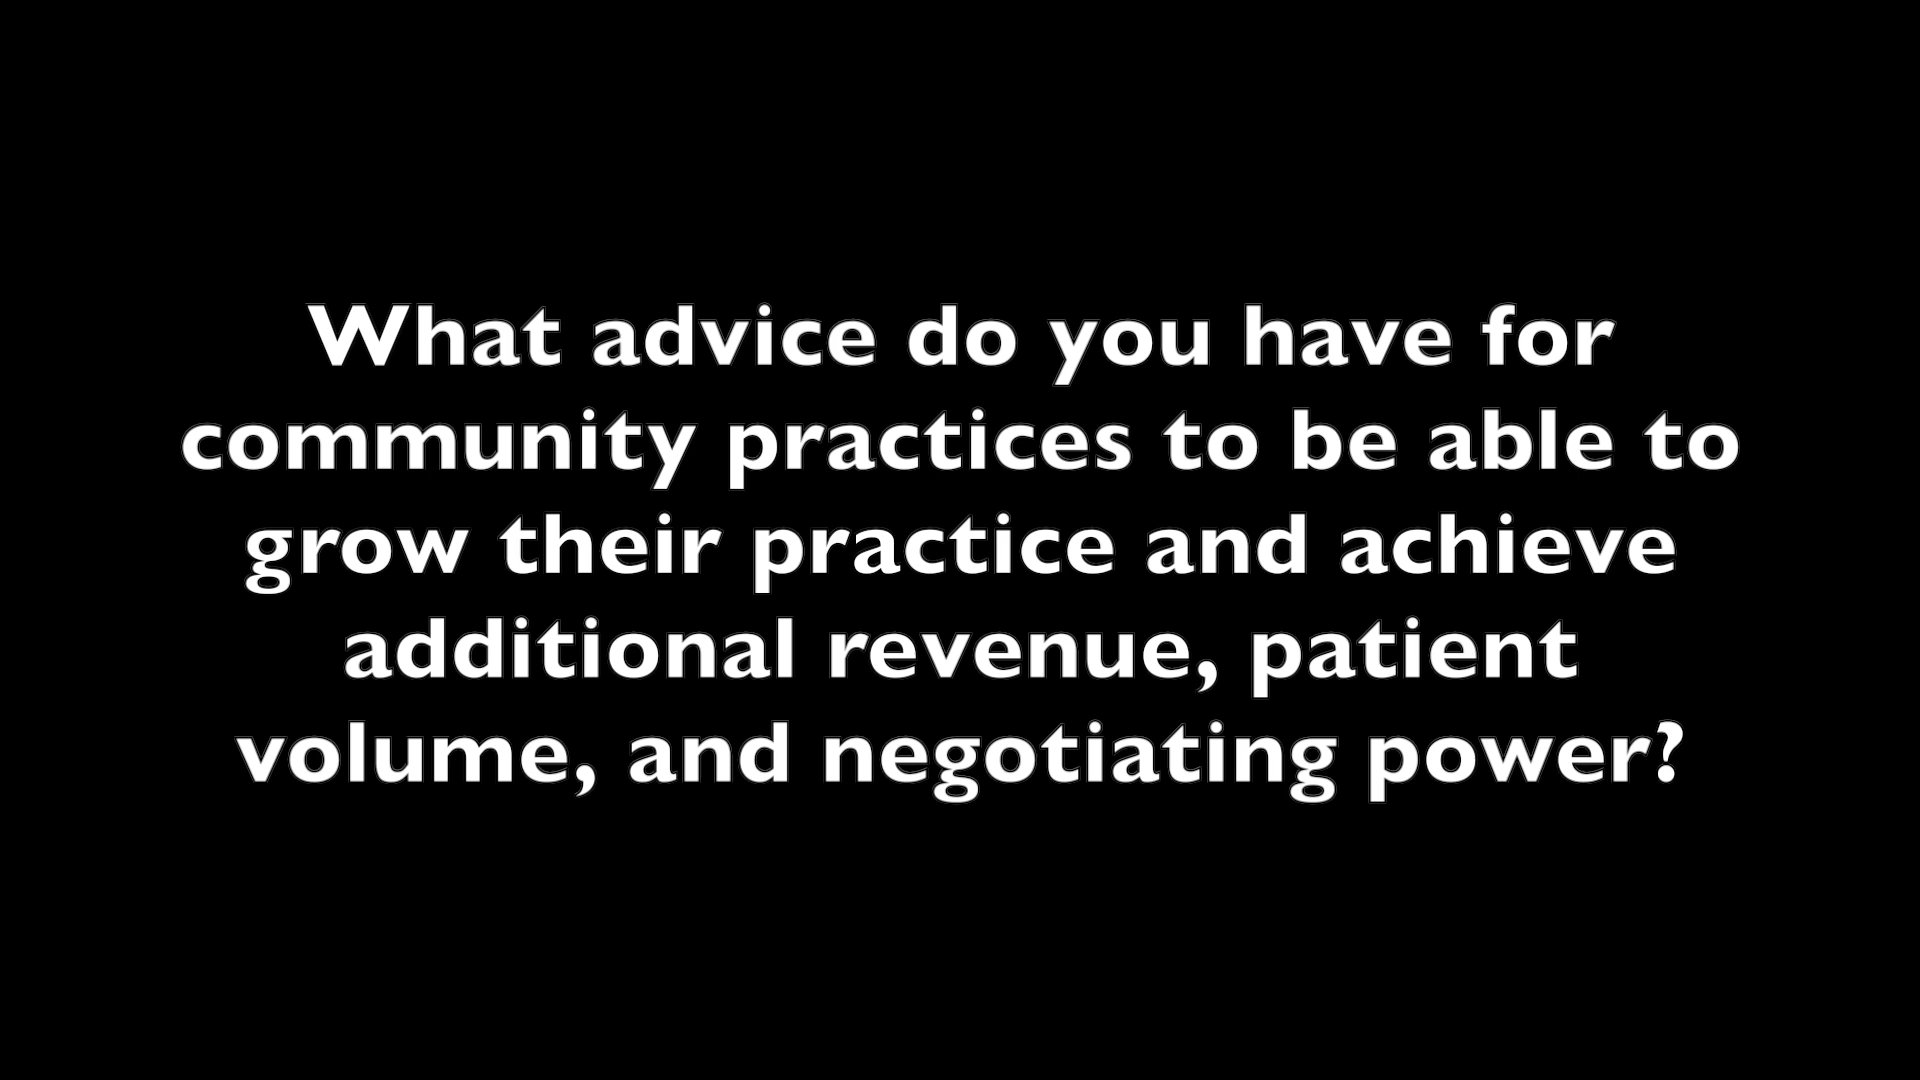 What advice do you have for
community practices to be able to
grow their practice and achieve
additional revenue, patient
volume, and negotiating power?